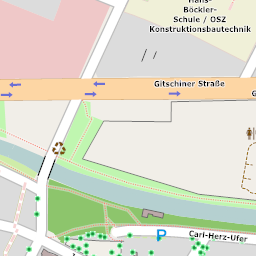 Hans-
Böckler-
Schule / OSZ
Konstruktionsbautechnik
Gitschiner Straße
G
P
Carl-Herz-Ufer